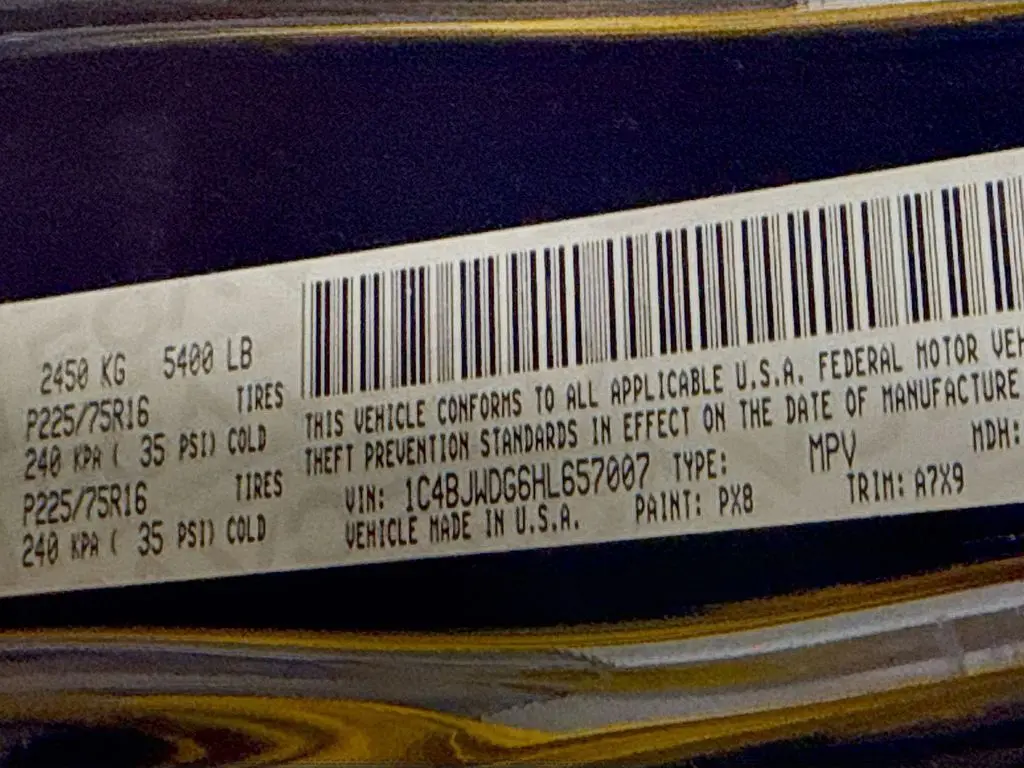 2450 KG 5400 LB
P225/75R16 TIRES
240 KPA ( 35 PSI) COLD
P225/75R16 TIRES
240 KPA ( 35 PSI) COLD
THIS VEHICLE CONFORMS TO ALL APPLICABLE U.S.A. FEDERAL MOTOR VEH
THEFT PREVENTION STANDARDS IN EFFECT ON THE DATE OF MANUFACTURE
VIN: 1C4BJWDG6HL657007 TYPE: MPV MDH:
VEHICLE MADE IN U.S.A. PAINT: PX8 TRIM: A7X9